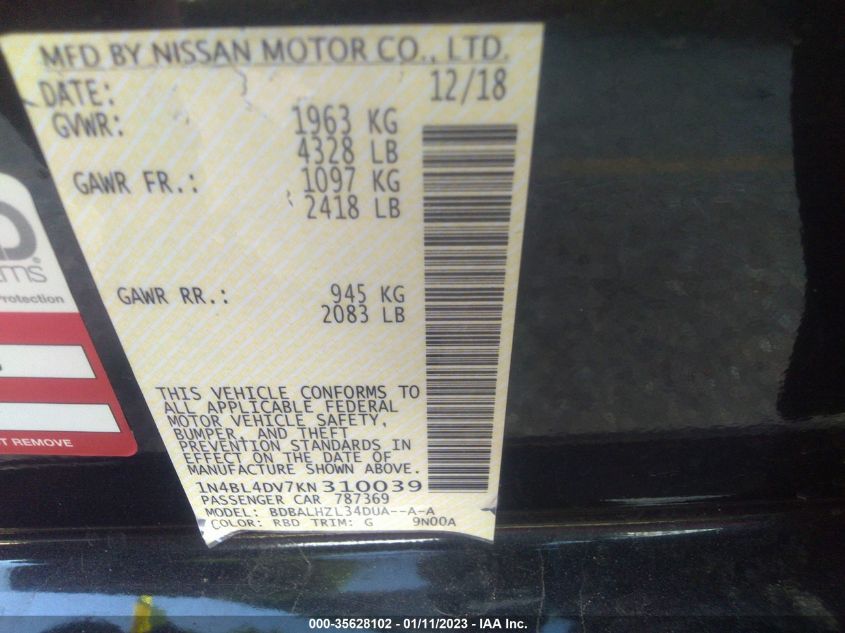 MFD BY NISSAN MOTOR CO., LTD.
DATE: 12/18
GVWR: 1963 KG
4328 LB
GAWR FR.: 1097 KG
2418 LB
GAWR RR.: 945 KG
2083 LB
THIS VEHICLE CONFORMS TO
ALL APPLICABLE FEDERAL
MOTOR VEHICLE SAFETY,
BUMPER, AND THEFT
PREVENTION STANDARDS IN
EFFECT ON THE DATE OF
MANUFACTURE SHOWN ABOVE.
1N4BL4DV7KN310039
PASSENGER CAR 787369
MODEL: BDBALHZL34DUA--A-A
COLOR: RBD TRIM: G 9N00A
Protection
REMOVE
000-35628102 - 01/11/2023 - IAA Inc.